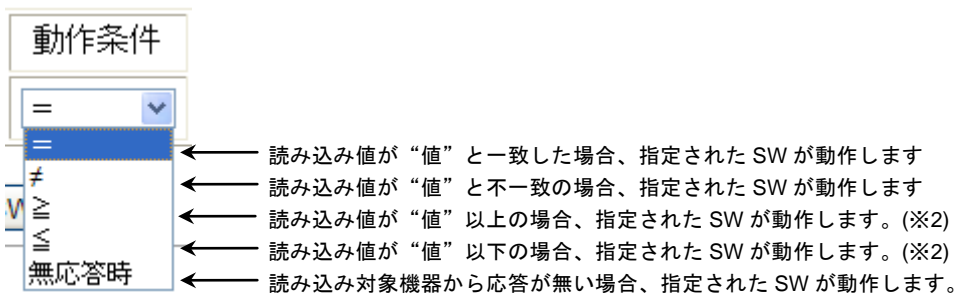 動作条件
＝
＝ 読み込み値が“値”と一致した場合、指定された SW が動作します
≠ 読み込み値が“値”と不一致の場合、指定された SW が動作します
≧ 読み込み値が“値”以上の場合、指定された SW が動作します。(※2)
≦ 読み込み値が“値”以下の場合、指定された SW が動作します。(※2)
無応答時 読み込み対象機器から応答が無い場合、指定された SW が動作します。